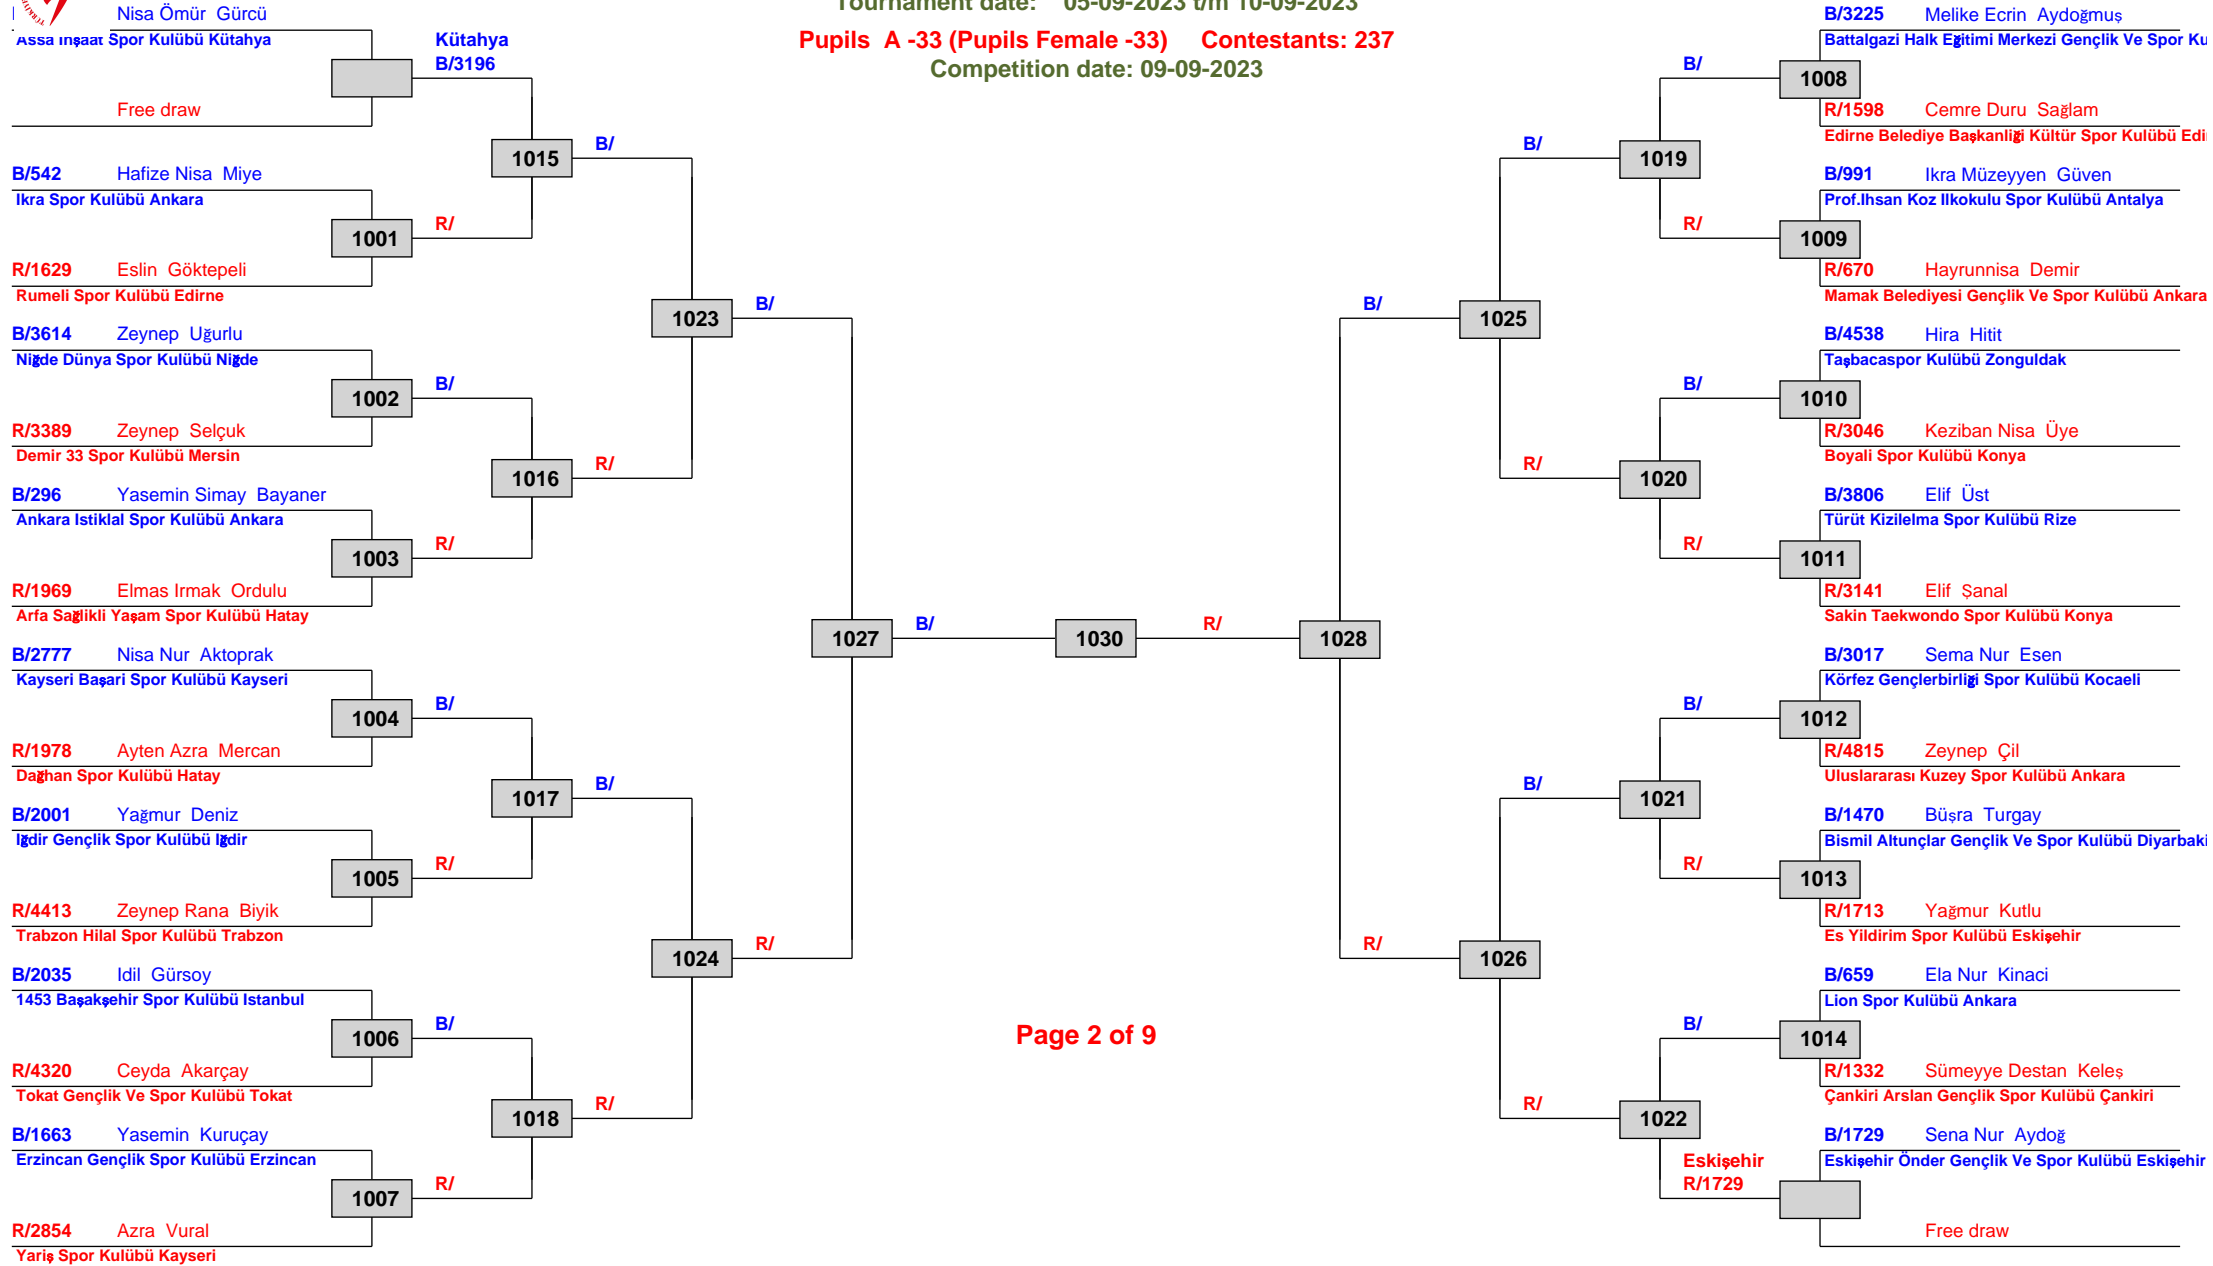 Tournament date: 05-09-2023 t/m 10-09-2023
Pupils A -33 (Pupils Female -33) Contestants: 237
Competition date: 09-09-2023
Nisa Ömür Gürcü
Assa Inşaat Spor Kulübü Kütahya
Kütahya
B/3196
Free draw
1015
B/
B/542 Hafize Nisa Miye
Ikra Spor Kulübü Ankara
1001
R/
R/1629 Eslin Göktepeli
Rumeli Spor Kulübü Edirne
1023
B/
B/3614 Zeynep Uğurlu
Niğde Dünya Spor Kulübü Niğde
1002
B/
R/3389 Zeynep Selçuk
Demir 33 Spor Kulübü Mersin
1016
R/
B/296 Yasemin Simay Bayaner
Ankara Istiklal Spor Kulübü Ankara
1003
R/
R/1969 Elmas Irmak Ordulu
Arfa Sağlikli Yaşam Spor Kulübü Hatay
1027
B/
1030
R/
1028
B/2777 Nisa Nur Aktoprak
Kayseri Başari Spor Kulübü Kayseri
1004
B/
R/1978 Ayten Azra Mercan
Dağhan Spor Kulübü Hatay
1017
B/
B/2001 Yağmur Deniz
Iğdir Gençlik Spor Kulübü Iğdir
1005
R/
R/4413 Zeynep Rana Biyik
Trabzon Hilal Spor Kulübü Trabzon
1024
R/
B/2035 Idil Gürsoy
1453 Başakşehir Spor Kulübü Istanbul
1006
B/
R/4320 Ceyda Akarçay
Tokat Gençlik Ve Spor Kulübü Tokat
1018
R/
B/1663 Yasemin Kuruçay
Erzincan Gençlik Spor Kulübü Erzincan
1007
R/
R/2854 Azra Vural
Yariş Spor Kulübü Kayseri
Page 2 of 9
B/3225 Melike Ecrin Aydoğmuş
Battalgazi Halk Eğitimi Merkezi Gençlik Ve Spor Ku
B/
1008
R/1598 Cemre Duru Sağlam
Edirne Belediye Başkanliği Kültür Spor Kulübü Edi
B/
1019
B/991 Ikra Müzeyyen Güven
Prof.Ihsan Koz Ilkokulu Spor Kulübü Antalya
R/
1009
R/670 Hayrunnisa Demir
Mamak Belediyesi Gençlik Ve Spor Kulübü Ankara
B/
1025
B/4538 Hira Hitit
Taşbacaspor Kulübü Zonguldak
B/
1010
R/3046 Keziban Nisa Üye
Boyali Spor Kulübü Konya
R/
1020
B/3806 Elif Üst
Türüt Kizilelma Spor Kulübü Rize
R/
1011
R/3141 Elif Şanal
Sakin Taekwondo Spor Kulübü Konya
B/3017 Sema Nur Esen
Körfez Gençlerbirliği Spor Kulübü Kocaeli
B/
1012
R/4815 Zeynep Çil
Uluslararası Kuzey Spor Kulübü Ankara
B/
1021
B/1470 Büşra Turgay
Bismil Altunçlar Gençlik Ve Spor Kulübü Diyarbaki
R/
1013
R/1713 Yağmur Kutlu
Es Yildirim Spor Kulübü Eskişehir
R/
1026
B/659 Ela Nur Kinaci
Lion Spor Kulübü Ankara
B/
1014
R/1332 Sümeyye Destan Keleş
Çankiri Arslan Gençlik Spor Kulübü Çankiri
R/
1022
B/1729 Sena Nur Aydoğ
Eskişehir Önder Gençlik Ve Spor Kulübü Eskişehir
Eskişehir
R/1729
Free draw